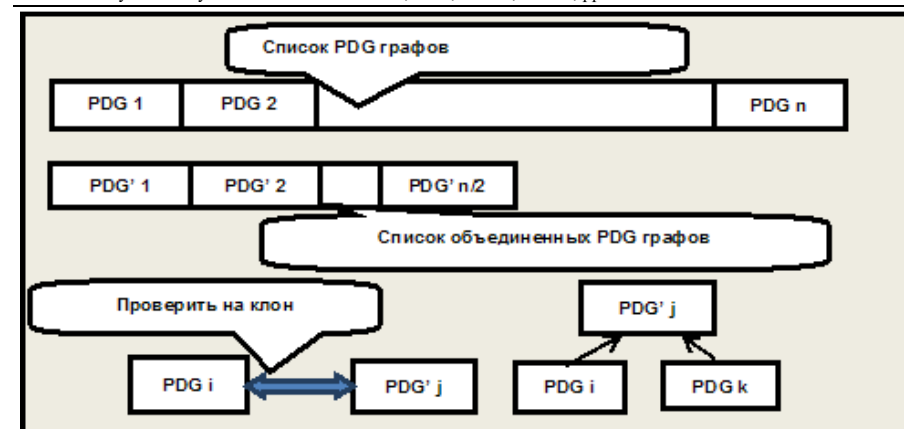 Список PDG графов
PDG 1 PDG 2 PDG n
PDG' 1 PDG' 2 PDG' n/2
Список объединенных PDG графов
Проверить на клон
PDG' j
PDG i PDG' j PDG i PDG k